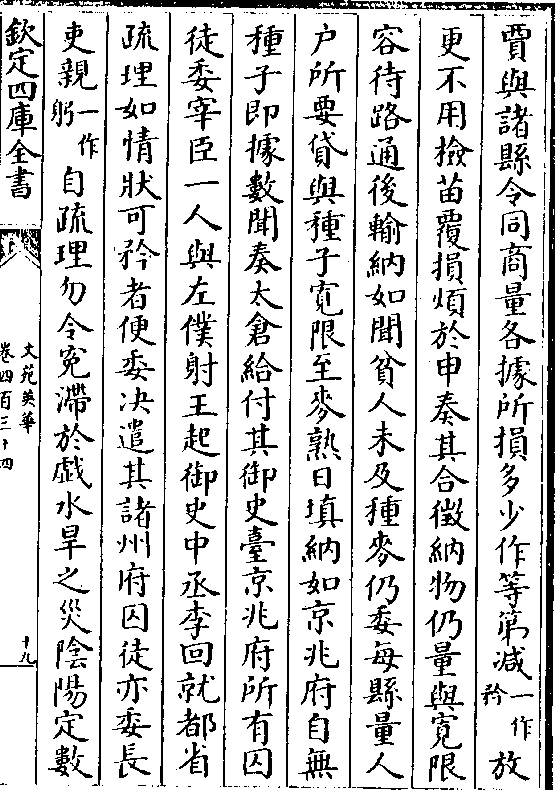 賈與諸縣令同商量各據所損多少作等第減一作矜放
更不用撿苗覆損煩於申奏其合徴納物仍量與寛限
容待路通後輸納如聞貧人未及種麥仍委每縣量人
户所要貸與種子寛限至麥熟日填納如京兆府自無
種子即據數聞奏太倉給付其御史臺京兆府所有囚
徒委宰臣一人與左僕射王起御史中丞李回就都省
疏理如情狀可矜者便委決遣其諸州府囚徒亦委長
吏親一作躬自疏理勿令寃滯於戲水旱之災陰陽定數
欽定四庫全書
文苑英華
卷四百三十四
十九